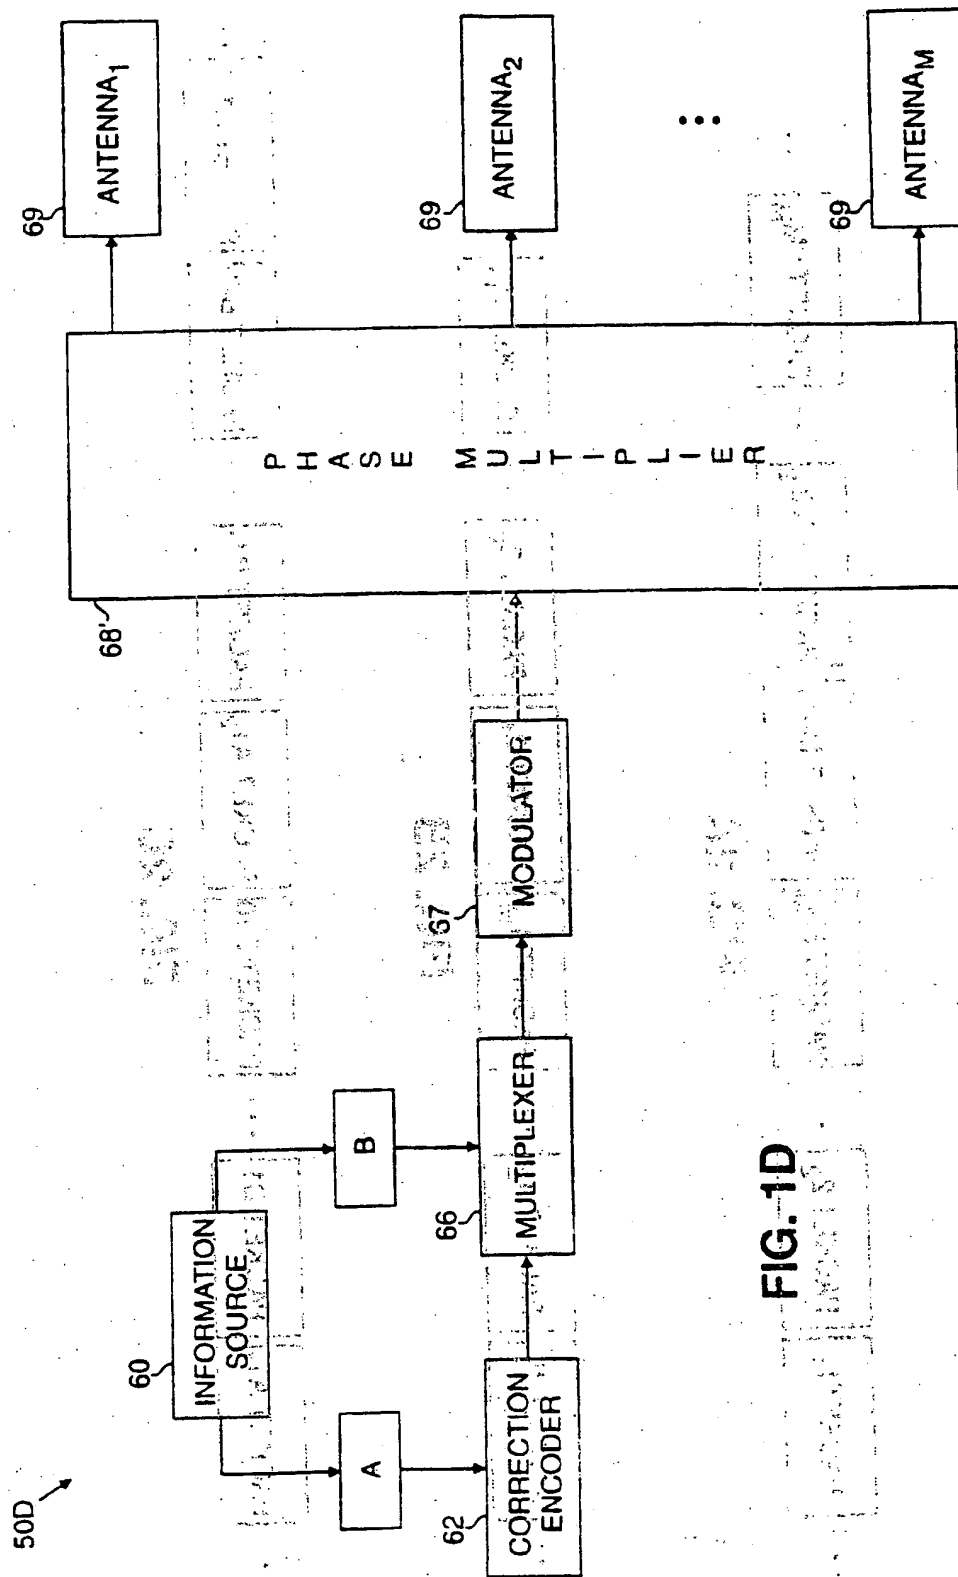 50D
60
INFORMATION
SOURCE
A
B
62
CORRECTION
ENCODER
66
MULTIPLEXER
67
MODULATOR
68'
PHASE MULTIPLIER
69
ANTENNA1
69
ANTENNA2
69
ANTENNAM
FIG. 1D